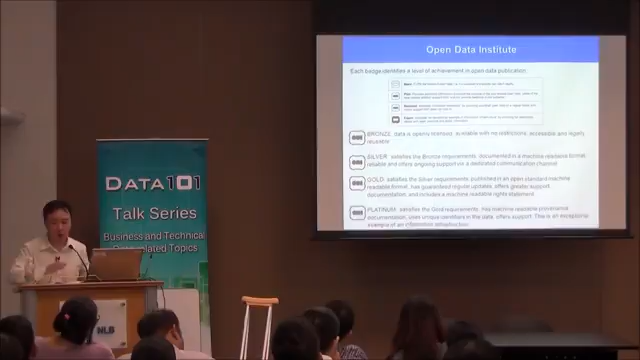 Open Data Institute
Each badge identifies a level of achievement in open data publication.
BRONZE: data is openly licensed, available with no restrictions, accessible and legally
reusable
SILVER: satisfies the Bronze requirements, documented in a machine readable format,
reliable and offers ongoing support via a dedicated communication channel
GOLD: satisfies the Silver requirements, published in an open standard machine
readable format, has guaranteed regular updates, offers greater support,
documentation, and includes a machine readable rights statement.
PLATINUM: satisfies the Gold requirements, has machine readable provenance
documentation, uses unique identifiers in the data, offers support. This is an exceptional
example of an information infrastructure
DATA101
Talk Series
Business and Technical
Related Topics
NLB